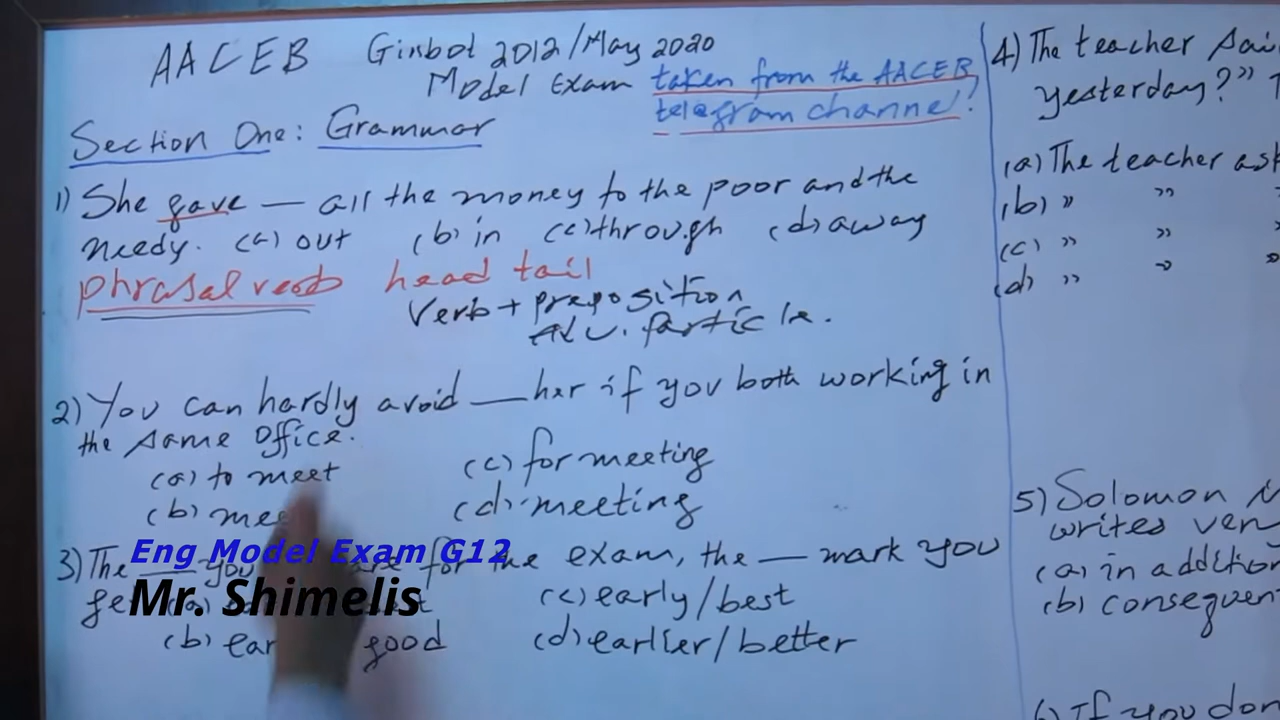 AACEB Ginbot 2012/May 2020
Model Exam taken from the AACEB
telegram channel!
Section One: Grammar
1) She gave — all the money to the poor and the
needy. (a) out (b) in (c) through (d) away
phrasal verb head tail
Verb + preposition
Adv. Particle.
2) You can hardly avoid — her if you both working in
the same office.
(a) to meet (c) for meeting
(b) (d) meeting
3) The — you for the exam, the — mark you
(c) early/best
(b) good (d) earlier/better
4) The teacher
yesterday?"
(a) The teacher
(b) " "
(c) " "
(d) " "
5) Solomon
writes
(a) in addition
(b)
6) If you
Eng Model Exam G12
Mr. Shimelis